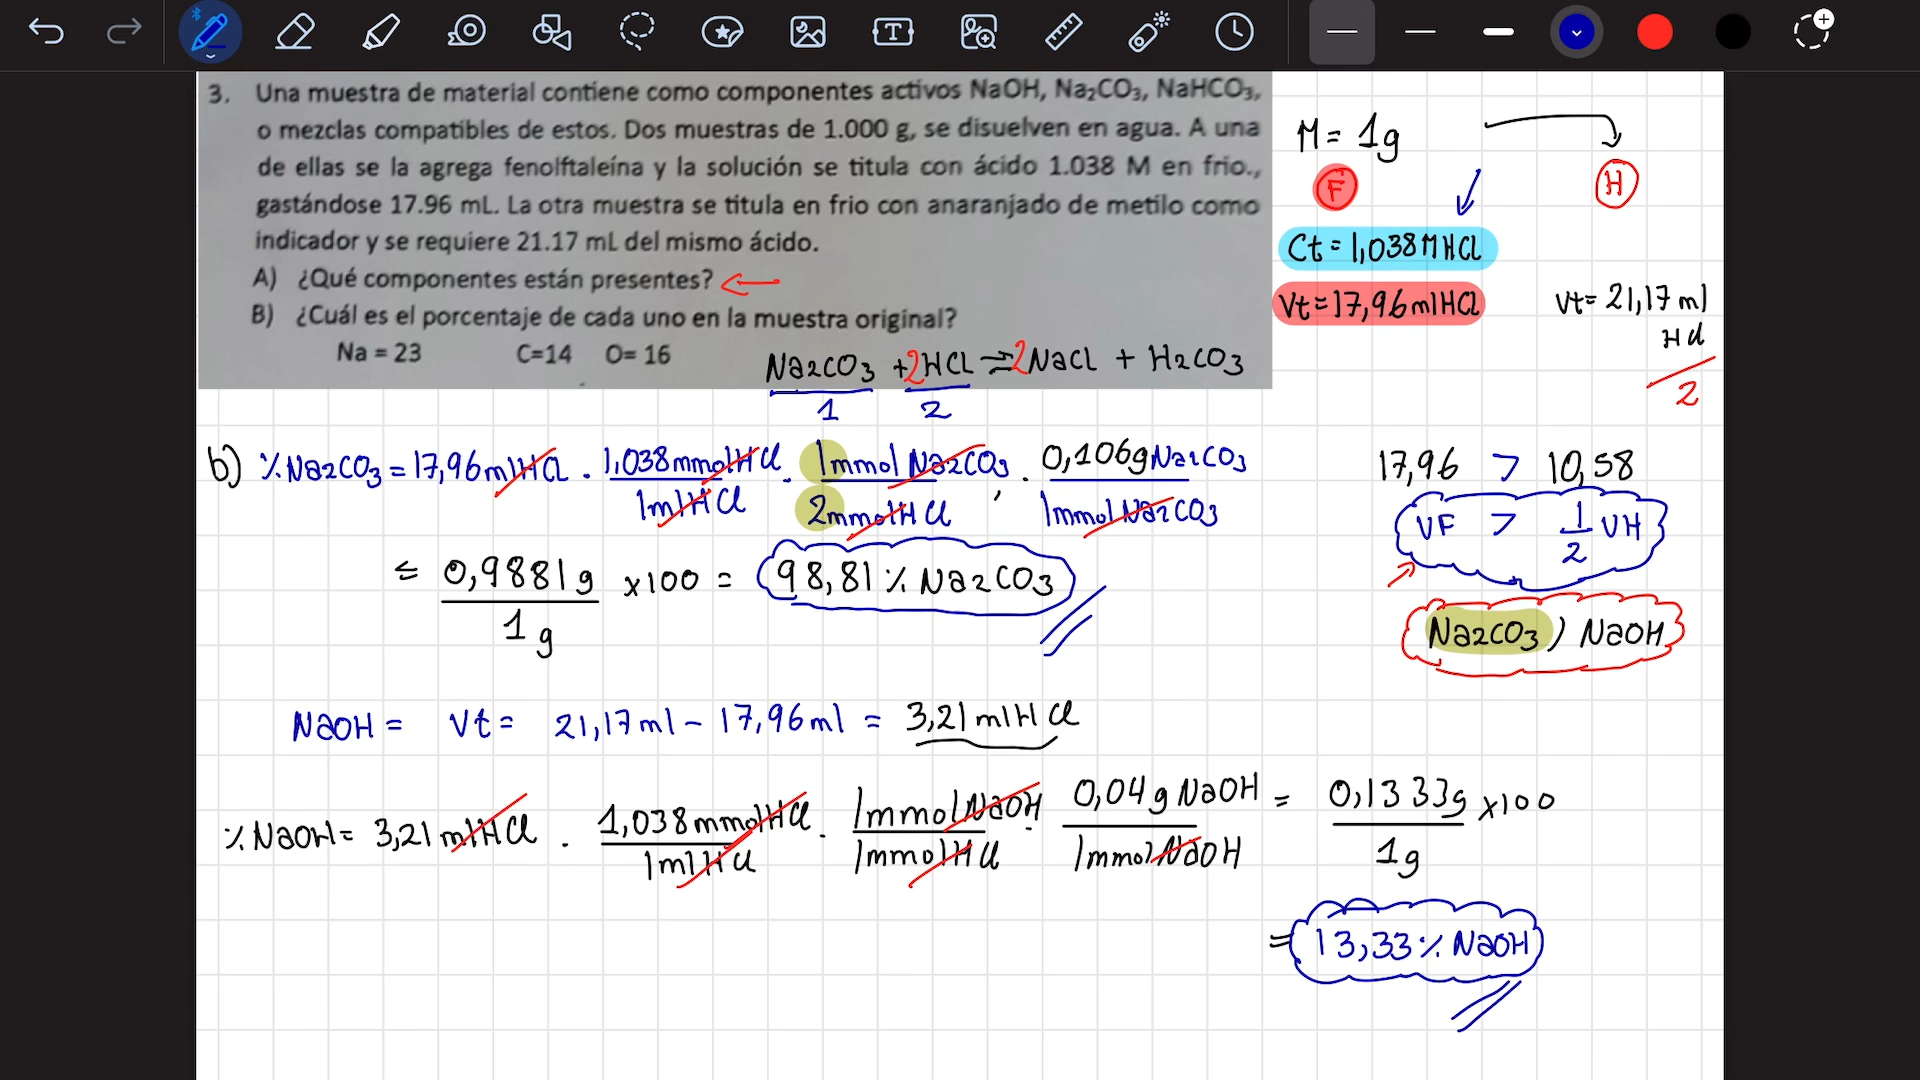 3. Una muestra de material contiene como componentes activos NaOH, Na₂CO₃, NaHCO₃,
o mezclas compatibles de estos. Dos muestras de 1.000 g, se disuelven en agua. A una
de ellas se la agrega fenolftaleína y la solución se titula con ácido 1.038 M en frio.,
gastándose 17.96 mL. La otra muestra se titula en frio con anaranjado de metilo como
indicador y se requiere 21.17 mL del mismo ácido.
A) ¿Qué componentes están presentes?
B) ¿Cuál es el porcentaje de cada uno en la muestra original?
Na = 23 C=14 O= 16
Na2CO3 + 2HCl ⇌ 2NaCl + H2CO3
1 2
M = 1g
F H
Ct = 1,038 M HCl
Vt = 17,96 ml HCl
Vt = 21,17 ml
HCl
2
17,96 > 10,58
VF > 1/2 VH
Na2CO3 / NaOH
b) % Na2CO3 = 17,96 ml HCl . 1,038 mmol HCl / 1 ml HCl . 1 mmol Na2CO3 / 2 mmol HCl . 0,106 g Na2CO3 / 1 mmol Na2CO3
= 0,9881 g / 1 g x100 = 98,81 % Na2CO3
NaOH = Vt = 21,17 ml - 17,96 ml = 3,21 ml HCl
% NaOH = 3,21 ml HCl . 1,038 mmol HCl / 1 ml HCl . 1 mmol NaOH / 1 mmol HCl . 0,04 g NaOH / 1 mmol NaOH = 0,1333 g / 1 g x100
= 13,33 % NaOH